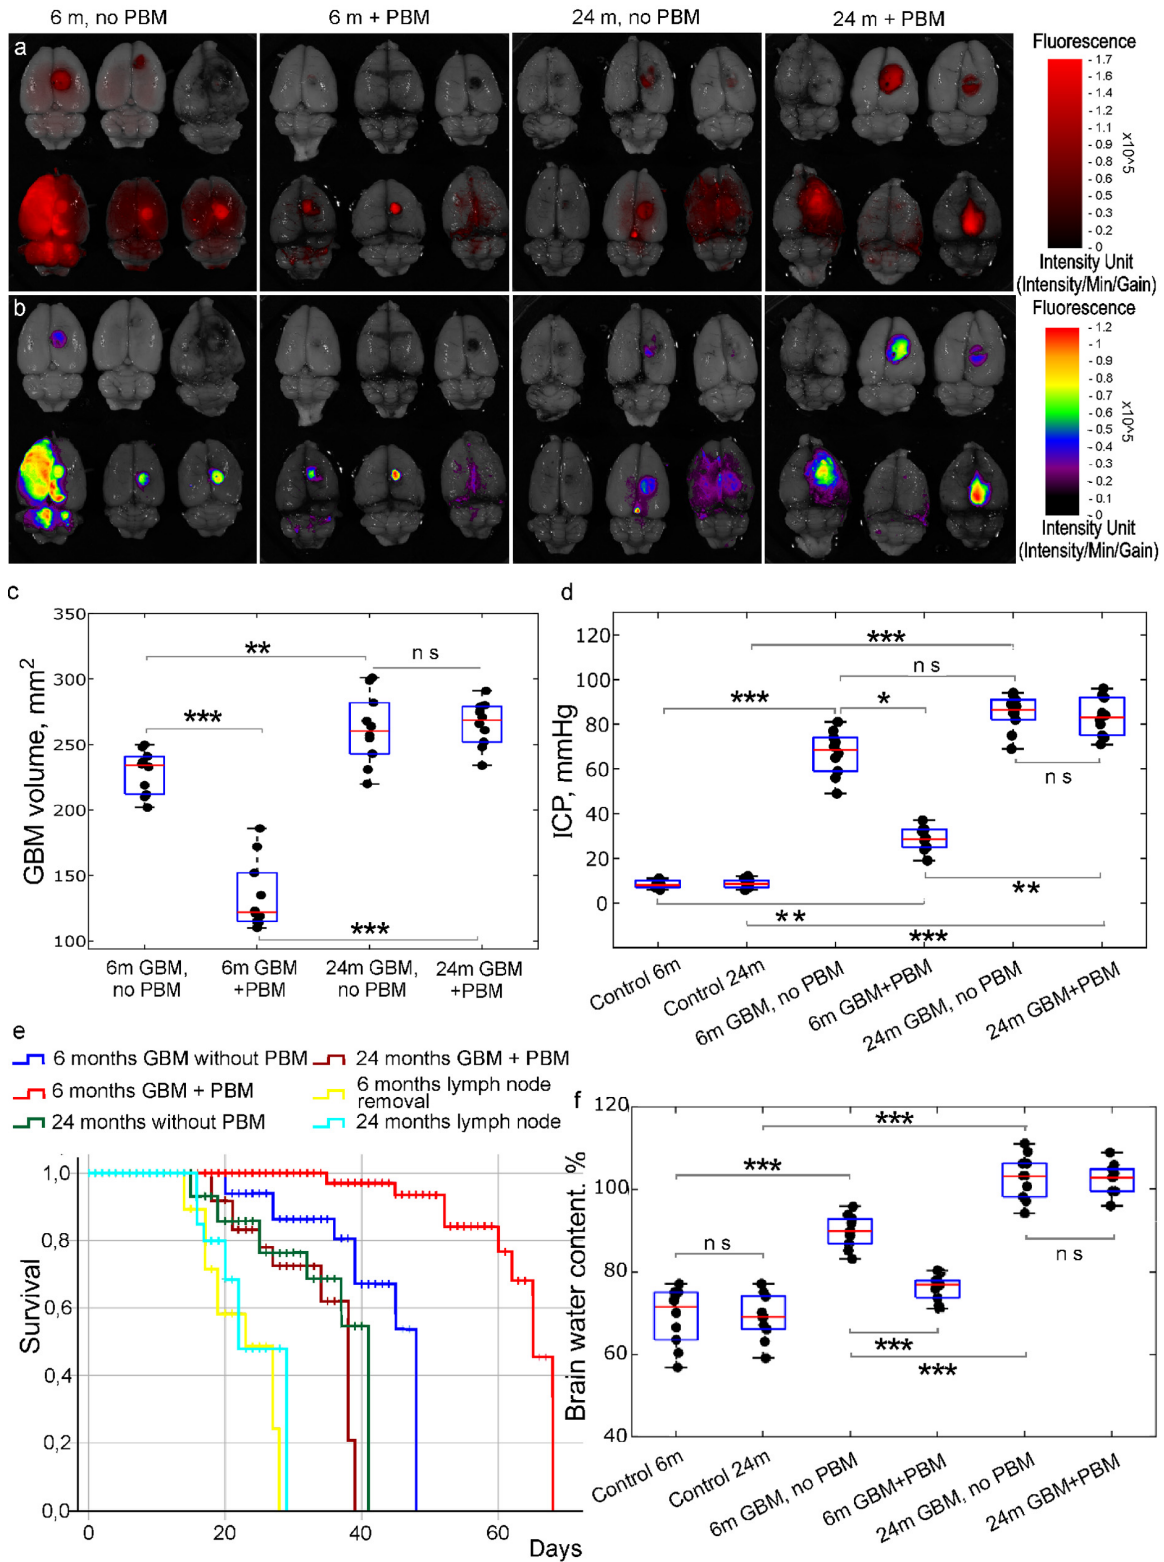 6 m, no PBM
6 m + PBM
24 m, no PBM
24 m + PBM
a
Fluorescence
- 1.7
- 1.6
- 1.4
- 1.2
- 1.1
- 0.9
- 0.8
- 0.6
- 0.5
- 0.3
- 0.2
- 0
x10^5
Intensity Unit
(Intensity/Min/Gain)
b
Fluorescence
- 1.2
- 1
- 0.9
- 0.8
- 0.7
- 0.6
- 0.5
- 0.4
- 0.3
- 0.2
- 0.1
- 0
x10^5
Intensity Unit
(Intensity/Min/Gain)
c
GBM volume, mm²
350
300
250
200
150
100
**
n s
***
***
6m GBM,
no PBM
6m GBM
+PBM
24m GBM,
no PBM
24m GBM
+PBM
d
ICP, mmHg
120
100
80
60
40
20
0
***
n s
***
*
n s
**
**
***
Control 6m
Control 24m
6m GBM, no PBM
6m GBM+PBM
24m GBM, no PBM
24m GBM+PBM
e
6 months GBM without PBM
24 months GBM + PBM
6 months GBM + PBM
6 months lymph node
removal
24 months without PBM
24 months lymph node
Survival
1,0
0,8
0,6
0,4
0,2
0,0
0
20
40
60
Days
f
Brain water content. %
120
100
80
60
40
***
***
n s
n s
***
***
Control 6m
Control 24m
6m GBM, no PBM
6m GBM+PBM
24m GBM, no PBM
24m GBM+PBM